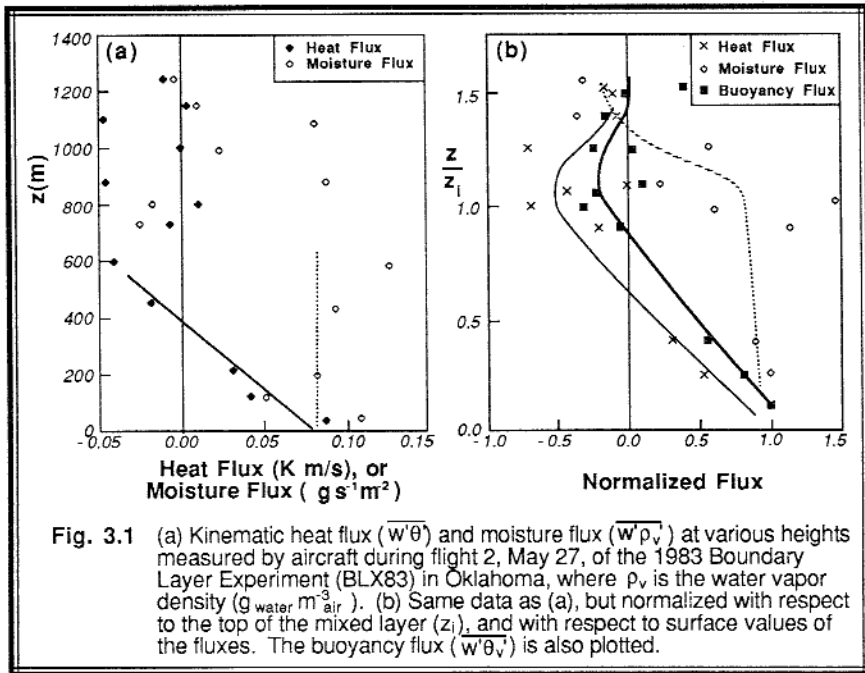 (a)
◆ Heat Flux
○ Moisture Flux
1400
1200
1000
800
600
400
200
0
z(m)
-0.05
0.00
0.05
0.10
0.15
Heat Flux (K m/s), or
Moisture Flux ( g s⁻¹m⁻²)
(b)
× Heat Flux
○ Moisture Flux
■ Buoyancy Flux
1.5
1.0
0.5
0.0
z
zᵢ
-1.0
-0.5
0.0
0.5
1.0
1.5
Normalized Flux
Fig. 3.1 (a) Kinematic heat flux (w'θ') and moisture flux (w'ρᵥ') at various heights
measured by aircraft during flight 2, May 27, of the 1983 Boundary
Layer Experiment (BLX83) in Oklahoma, where ρᵥ is the water vapor
density (g water m⁻³ air ). (b) Same data as (a), but normalized with respect
to the top of the mixed layer (zᵢ), and with respect to surface values of
the fluxes. The buoyancy flux (w'θᵥ') is also plotted.